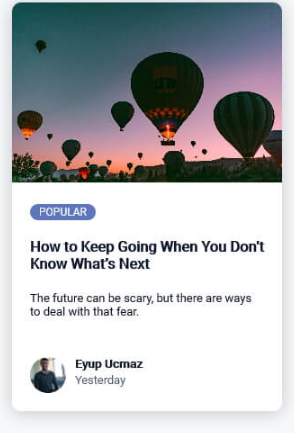 POPULAR
How to Keep Going When You Don't
Know What's Next
The future can be scary, but there are ways
to deal with that fear.
Eyup Ucmaz
Yesterday